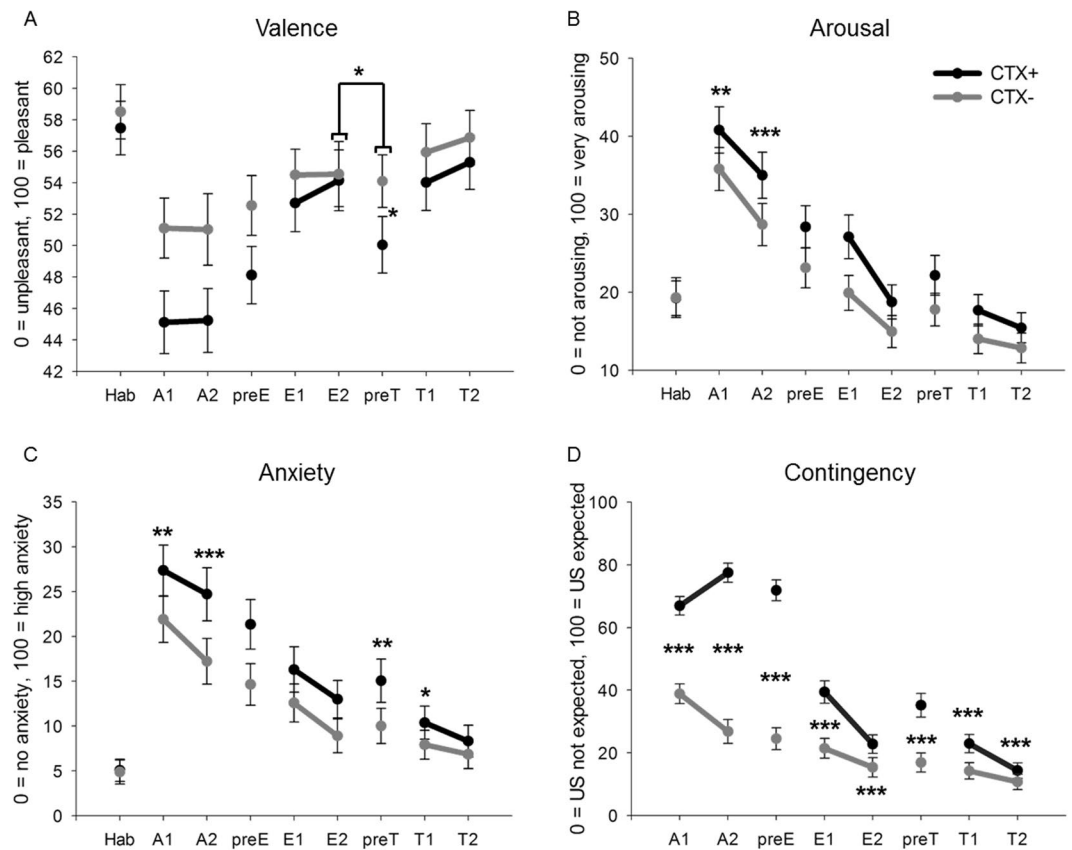 A
Valence
0 = unpleasant, 100 = pleasant
62
60
58
56
54
52
50
48
46
44
42
*
*
Hab A1 A2 preE E1 E2 preT T1 T2
B
Arousal
0 = not arousing, 100 = very arousing
50
40
30
20
10
**
***
CTX+
CTX-
Hab A1 A2 preE E1 E2 preT T1 T2
C
Anxiety
0 = no anxiety, 100 = high anxiety
35
30
25
20
15
10
5
0
**
***
**
*
Hab A1 A2 preE E1 E2 preT T1 T2
D
Contingency
0 = US not expected, 100 = US expected
100
80
60
40
20
0
***
***
***
***
***
***
***
***
A1 A2 preE E1 E2 preT T1 T2